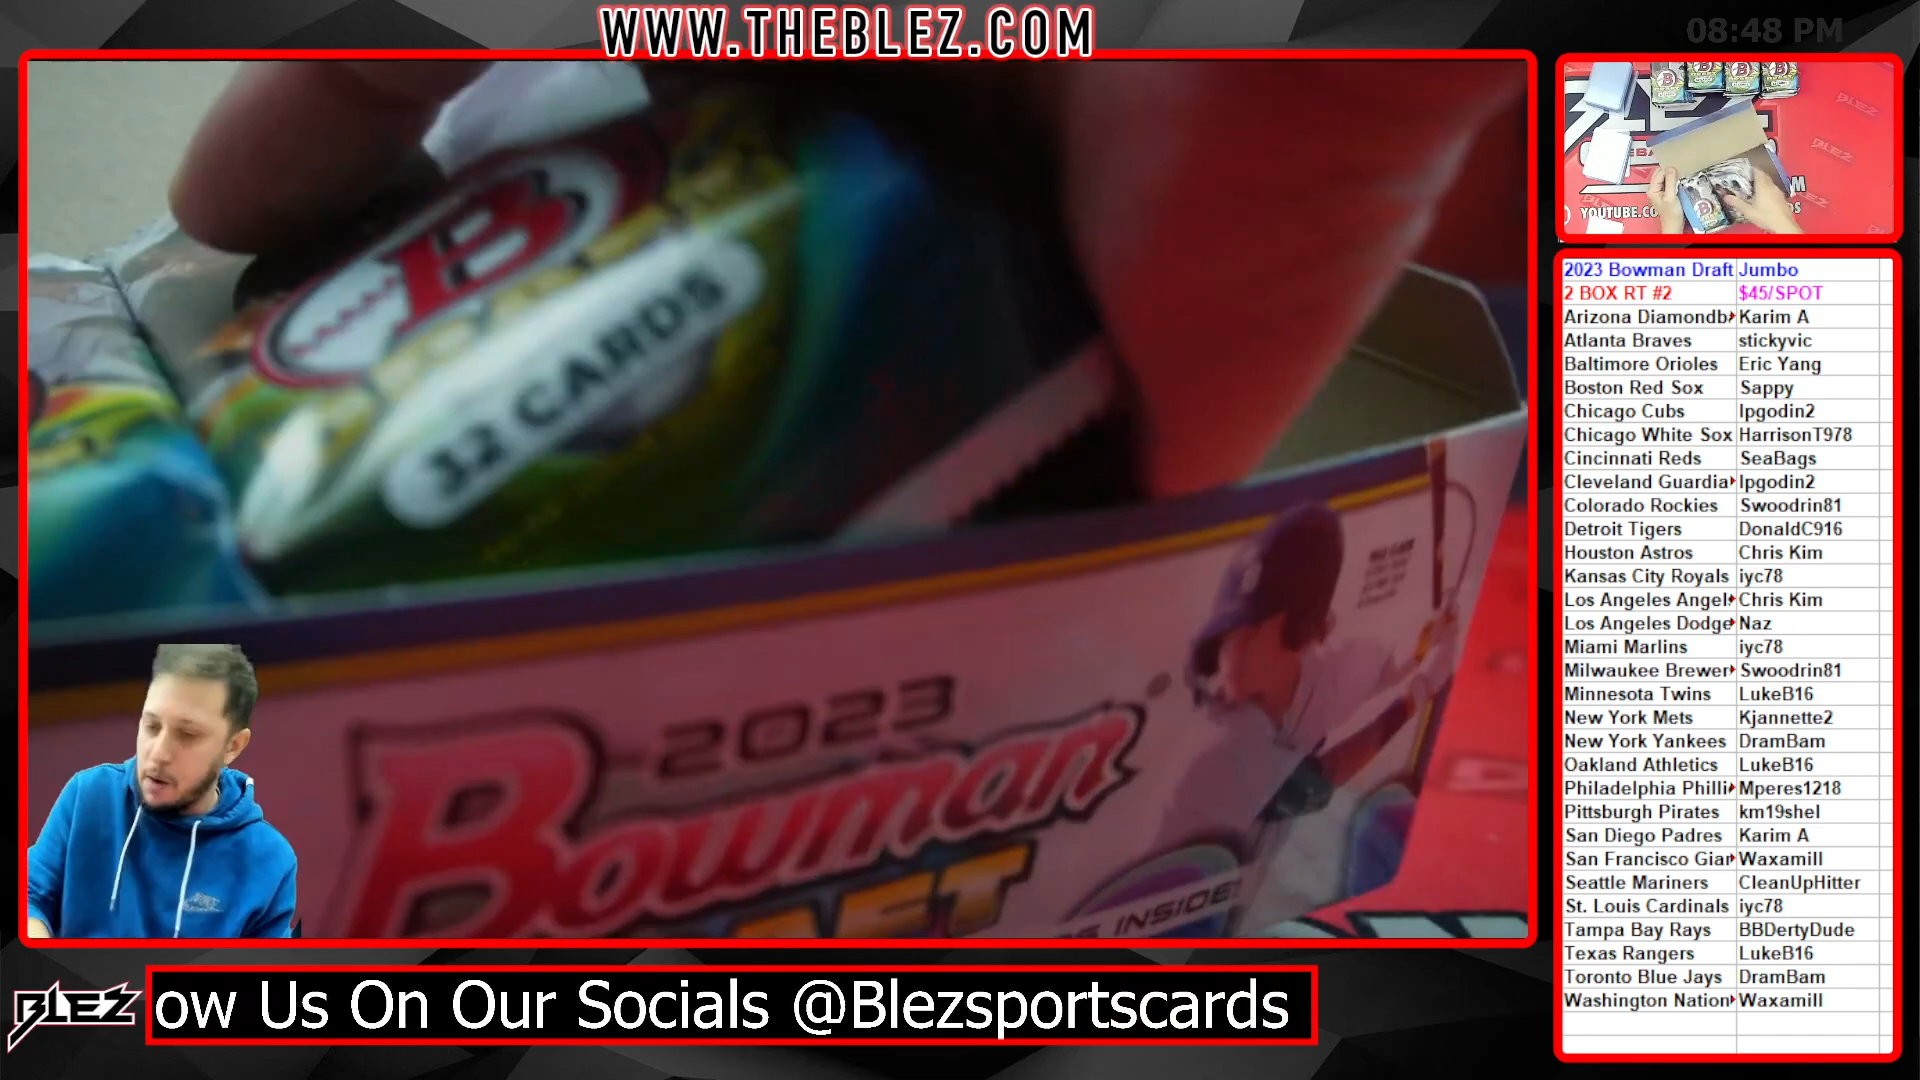 WWW.THEBLEZ.COM
08:48 PM
B
32 CARDS
2023
Bowman
INSIDE!
BLEZ
YOUTUBE.CO
2023 Bowman Draft Jumbo
2 BOX RT #2 $45/SPOT
Arizona Diamondb Karim A
Atlanta Braves stickyvic
Baltimore Orioles Eric Yang
Boston Red Sox Sappy
Chicago Cubs lpgodin2
Chicago White Sox HarrisonT978
Cincinnati Reds SeaBags
Cleveland Guardia lpgodin2
Colorado Rockies Swoodrin81
Detroit Tigers DonaldC916
Houston Astros Chris Kim
Kansas City Royals iyc78
Los Angeles Angel Chris Kim
Los Angeles Dodge Naz
Miami Marlins iyc78
Milwaukee Brewer Swoodrin81
Minnesota Twins LukeB16
New York Mets Kjannette2
New York Yankees DramBam
Oakland Athletics LukeB16
Philadelphia Philli Mperes1218
Pittsburgh Pirates km19shel
San Diego Padres Karim A
San Francisco Giar Waxamill
Seattle Mariners CleanUpHitter
St. Louis Cardinals iyc78
Tampa Bay Rays BBDertyDude
Texas Rangers LukeB16
Toronto Blue Jays DramBam
Washington Nation Waxamill
BLEZ
ow Us On Our Socials @Blezsportscards